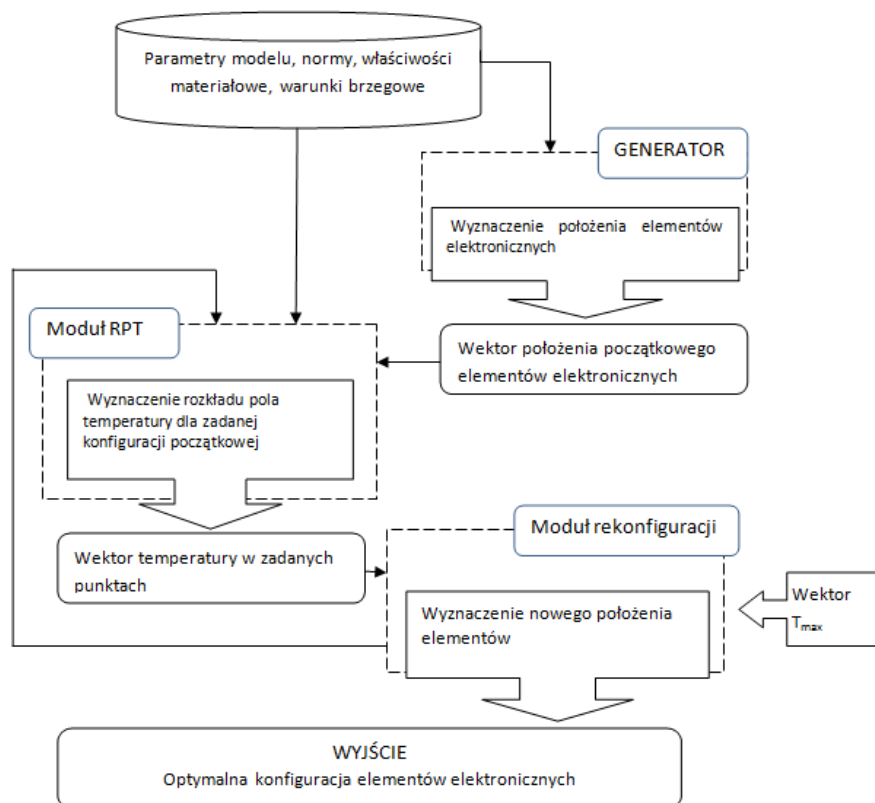 Parametry modelu, normy, właściwości
materiałowe, warunki brzegowe
GENERATOR
Wyznaczenie położenia elementów
elektronicznych
Moduł RPT
Wektor położenia początkowego
elementów elektronicznych
Wyznaczenie rozkładu pola
temperatury dla zadanej
konfiguracji początkowej
Moduł rekonfiguracji
Wektor temperatury w zadanych
punktach
Wyznaczenie nowego położenia
elementów
Wektor
Tmax
WYJŚCIE
Optymalna konfiguracja elementów elektronicznych